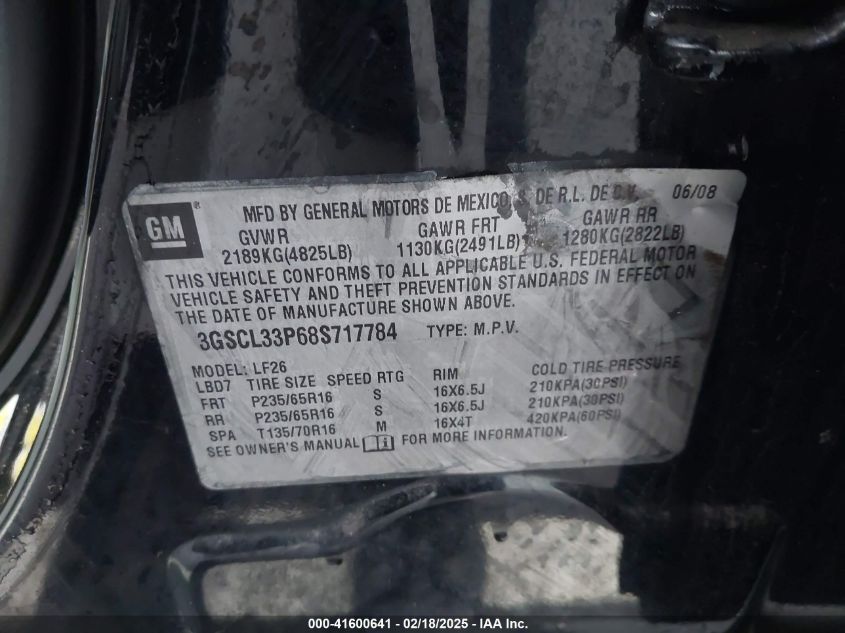 GM ®
MFD BY GENERAL MOTORS DE MEXICO, S. DE R.L. DE C.V. 06/08
GVWR GAWR FRT GAWR RR
2189KG(4825LB) 1130KG(2491LB) 1280KG(2822LB)
THIS VEHICLE CONFORMS TO ALL APPLICABLE U.S. FEDERAL MOTOR
VEHICLE SAFETY AND THEFT PREVENTION STANDARDS IN EFFECT ON
THE DATE OF MANUFACTURE SHOWN ABOVE.
3GSCL33P68S717784 TYPE: M.P.V.
MODEL: LF26
LBD7 TIRE SIZE SPEED RTG RIM COLD TIRE PRESSURE
FRT P235/65R16 S 16X6.5J 210KPA(30PSI)
RR P235/65R16 S 16X6.5J 210KPA(30PSI)
SPA T135/70R16 M 16X4T 420KPA(60PSI)
SEE OWNER'S MANUAL FOR MORE INFORMATION.
000-41600641 - 02/18/2025 - IAAI Inc.